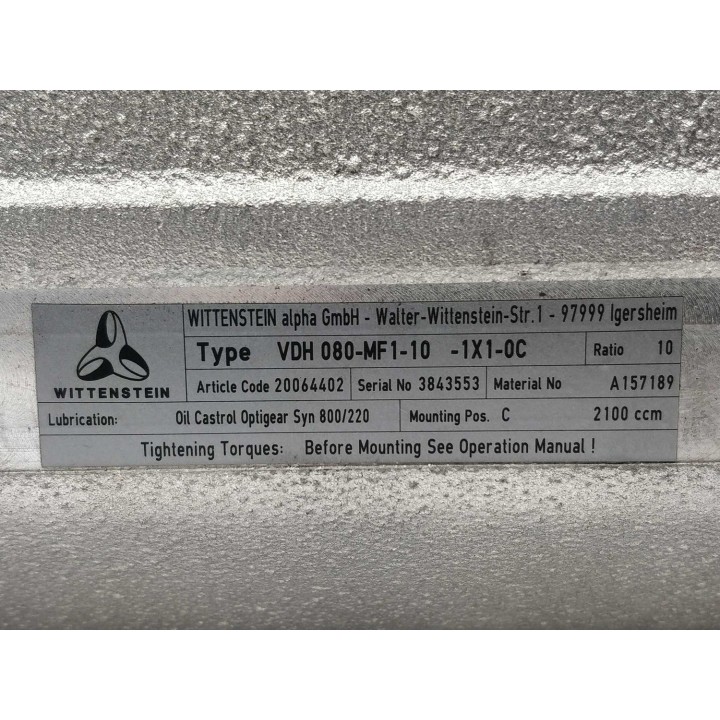 WITTENSTEIN alpha GmbH - Walter-Wittenstein-Str.1 - 97999 Igersheim
WITTENSTEIN
Type VDH 080-MF1-10 -1X1-0C Ratio 10
Article Code 20064402 Serial No 3843553 Material No A157189
Lubrication: Oil Castrol Optigear Syn 800/220 Mounting Pos. C 2100 ccm
Tightening Torques: Before Mounting See Operation Manual !